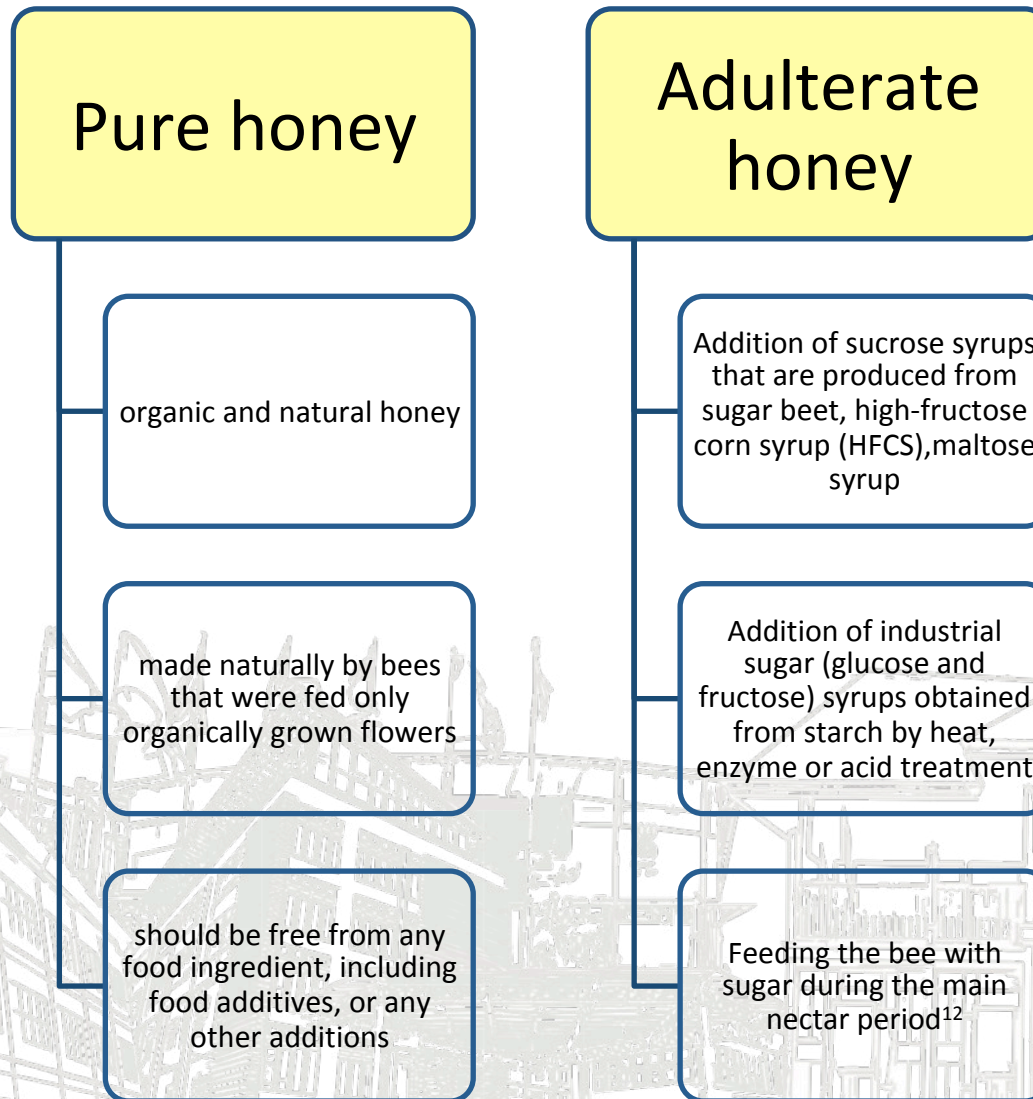 Pure honey
organic and natural honey
made naturally by bees
that were fed only
organically grown flowers
should be free from any
food ingredient, including
food additives, or any
other additions
Adulterate
honey
Addition of sucrose syrups
that are produced from
sugar beet, high-fructose
corn syrup (HFCS),maltose
syrup
Addition of industrial
sugar (glucose and
fructose) syrups obtained
from starch by heat,
enzyme or acid treatment
Feeding the bee with
sugar during the main
nectar period¹²